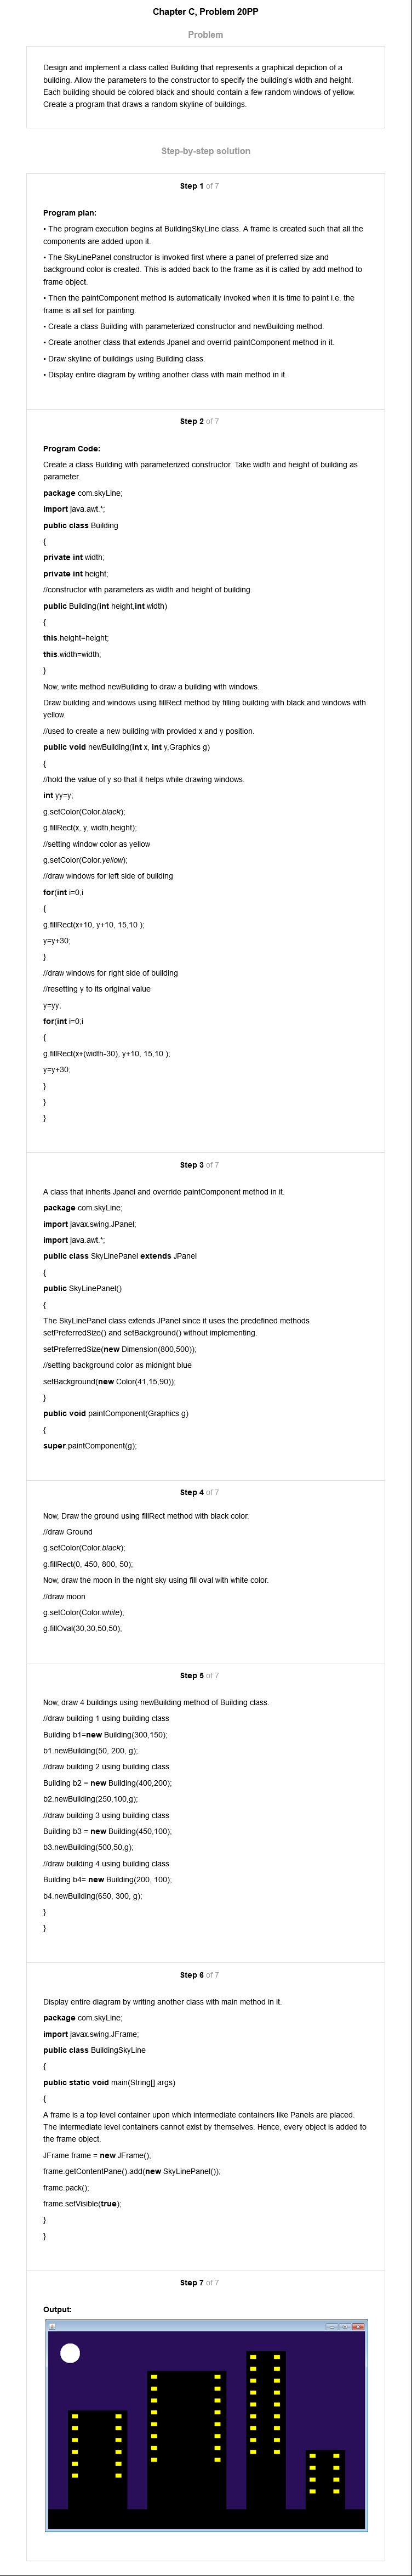 Chapter C, Problem 20PP
Problem
Design and implement a class called Building that represents a graphical depiction of a
building. Allow the parameters to the constructor to specify the building's width and height.
Each building should be colored black and should contain a few random windows of yellow.
Create a program that draws a random skyline of buildings.
Step-by-step solution
Step 1 of 7
Program plan:
• The program execution begins at BuildingSkyLine class. A frame is created such that all the
components are added upon it.
• The SkyLinePanel constructor is invoked first where a panel of preferred size and
background color is created. This is added back to the frame as it is called by add method to
frame object.
• Then the paintComponent method is automatically invoked when it is time to paint i.e. the
frame is all set for painting.
• Create a class Building with parameterized constructor and newBuilding method.
• Create another class that extends Jpanel and overrid paintComponent method in it.
• Draw skyline of buildings using Building class.
• Display entire diagram by writing another class with main method in it.
Step 2 of 7
Program Code:
Create a class Building with parameterized constructor. Take width and height of building as
parameter.
package com.skyLine;
import java.awt.*;
public class Building
{
private int width;
private int height;
//constructor with parameters as width and height of building.
public Building(int height,int width)
{
this.height=height;
this.width=width;
}
Now, write method newBuilding to draw a building with windows.
Draw building and windows using fillRect method by filling building with black and windows with
yellow.
//used to create a new building with provided x and y position.
public void newBuilding(int x, int y,Graphics g)
{
//hold the value of y so that it helps while drawing windows.
int yy=y;
g.setColor(Color.black);
g.fillRect(x, y, width,height);
//setting window color as yellow
g.setColor(Color.yellow);
//draw windows for left side of building
for(int i=0;i
{
g.fillRect(x+10, y+10, 15,10 );
y=y+30;
}
//draw windows for right side of building
//resetting y to its original value
y=yy;
for(int i=0;i
{
g.fillRect(x+(width-30), y+10, 15,10 );
y=y+30;
}
}
}
Step 3 of 7
A class that inherits Jpanel and override paintComponent method in it.
package com.skyLine;
import javax.swing.JPanel;
import java.awt.*;
public class SkyLinePanel extends JPanel
{
public SkyLinePanel()
{
The SkyLinePanel class extends JPanel since it uses the predefined methods
setPreferredSize() and setBackground() without implementing.
setPreferredSize(new Dimension(800,500));
//setting background color as midnight blue
setBackground(new Color(41,15,90));
}
public void paintComponent(Graphics g)
{
super.paintComponent(g);
Step 4 of 7
Now, Draw the ground using fillRect method with black color.
//draw Ground
g.setColor(Color.black);
g.fillRect(0, 450, 800, 50);
Now, draw the moon in the night sky using fill oval with white color.
//draw moon
g.setColor(Color.white);
g.fillOval(30,30,50,50);
Step 5 of 7
Now, draw 4 buildings using newBuilding method of Building class.
//draw building 1 using building class
Building b1=new Building(300,150);
b1.newBuilding(50, 200, g);
//draw building 2 using building class
Building b2 = new Building(400,200);
b2.newBuilding(250,100,g);
//draw building 3 using building class
Building b3 = new Building(450,100);
b3.newBuilding(500,50,g);
//draw building 4 using building class
Building b4= new Building(200, 100);
b4.newBuilding(650, 300, g);
}
}
Step 6 of 7
Display entire diagram by writing another class with main method in it.
package com.skyLine;
import javax.swing.JFrame;
public class BuildingSkyLine
{
public static void main(String[] args)
{
A frame is a top level container upon which intermediate containers like Panels are placed.
The intermediate level containers cannot exist by themselves. Hence, every object is added to
the frame object.
JFrame frame = new JFrame();
frame.getContentPane().add(new SkyLinePanel());
frame.pack();
frame.setVisible(true);
}
}
Step 7 of 7
Output: